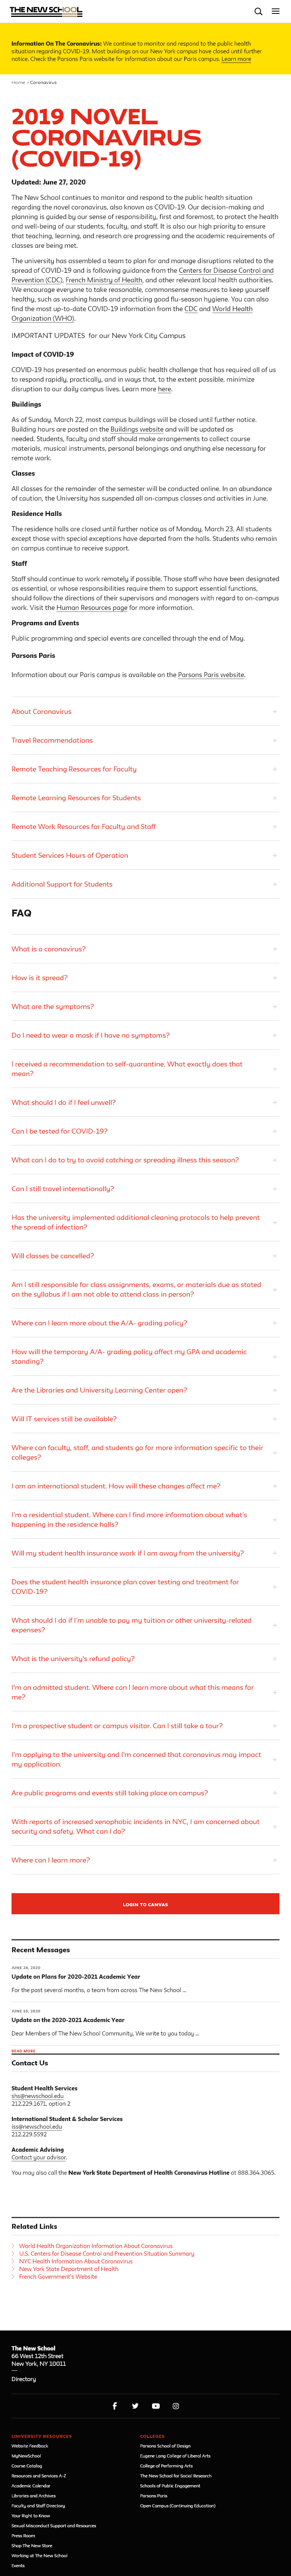 THE NEW SCHOOL
Information On The Coronavirus: We continue to monitor and respond to the public health
situation regarding COVID-19. Most buildings on our New York campus have closed until further
notice. Check the Parsons Paris website for information about our Paris campus. Learn more
Home > Coronavirus
2019 NOVEL
CORONAVIRUS
(COVID-19)
Updated: June 27, 2020
The New School continues to monitor and respond to the public health situation
regarding the novel coronavirus, also known as COVID-19. Our decision-making and
planning is guided by our sense of responsibility, first and foremost, to protect the health
and well-being of our students, faculty, and staff. It is also our high priority to ensure
that teaching, learning, and research are progressing and the academic requirements of
classes are being met.
The university has assembled a team to plan for and manage disruptions related to the
spread of COVID-19 and is following guidance from the Centers for Disease Control and
Prevention (CDC), French Ministry of Health, and other relevant local health authorities.
We encourage everyone to take reasonable, commonsense measures to keep yourself
healthy, such as washing hands and practicing good flu-season hygiene. You can also
find the most up-to-date COVID-19 information from the CDC and World Health
Organization (WHO).
IMPORTANT UPDATES for our New York City Campus
Impact of COVID-19
COVID-19 has presented an enormous public health challenge that has required all of us
to respond rapidly, practically, and in ways that, to the extent possible, minimize
disruption to our daily campus lives. Learn more here.
Buildings
As of Sunday, March 22, most campus buildings will be closed until further notice.
Building hours are posted on the Buildings website and will be updated as
needed. Students, faculty and staff should make arrangements to collect course
materials, musical instruments, personal belongings and anything else necessary for
remote work.
Classes
All classes for the remainder of the semester will be conducted online. In an abundance
of caution, the University has suspended all on-campus classes and activities in June.
Residence Halls
The residence halls are closed until further notice as of Monday, March 23. All students
except those with special exceptions have departed from the halls. Students who remain
on campus will continue to receive support.
Staff
Staff should continue to work remotely if possible. Those staff who have been designated
as essential, or whose responsibilities require them to support essential functions,
should follow the directives of their supervisors and managers with regard to on-campus
work. Visit the Human Resources page for more information.
Programs and Events
Public programming and special events are cancelled through the end of May.
Parsons Paris
Information about our Paris campus is available on the Parsons Paris website.
About Coronavirus
Travel Recommendations
Remote Teaching Resources for Faculty
Remote Learning Resources for Students
Remote Work Resources for Faculty and Staff
Student Services Hours of Operation
Additional Support for Students
FAQ
What is a coronavirus?
How is it spread?
What are the symptoms?
Do I need to wear a mask if I have no symptoms?
I received a recommendation to self-quarantine. What exactly does that
mean?
What should I do if I feel unwell?
Can I be tested for COVID-19?
What can I do to try to avoid catching or spreading illness this season?
Can I still travel internationally?
Has the university implemented additional cleaning protocols to help prevent
the spread of infection?
Will classes be cancelled?
Am I still responsible for class assignments, exams, or materials due as stated
on the syllabus if I am not able to attend class in person?
Where can I learn more about the A/A- grading policy?
How will the temporary A/A- grading policy affect my GPA and academic
standing?
Are the Libraries and University Learning Center open?
Will IT services still be available?
Where can faculty, staff, and students go for more information specific to their
colleges?
I am an international student. How will these changes affect me?
I'm a residential student. Where can I find more information about what's
happening in the residence halls?
Will my student health insurance work if I am away from the university?
Does the student health insurance plan cover testing and treatment for
COVID-19?
What should I do if I'm unable to pay my tuition or other university-related
expenses?
What is the university's refund policy?
I'm an admitted student. Where can I learn more about what this means for
me?
I'm a prospective student or campus visitor. Can I still take a tour?
I'm applying to the university and I'm concerned that coronavirus may impact
my application.
Are public programs and events still taking place on campus?
With reports of increased xenophobic incidents in NYC, I am concerned about
security and safety. What can I do?
Where can I learn more?
LOGIN TO CANVAS
Recent Messages
Update on Plans for 2020-2021 Academic Year
For the past several months, a team from across The New School ...
Update on the 2020-2021 Academic Year
Dear Members of The New School Community, We write to you today ...
READ MORE
Contact Us
Student Health Services
shs@newschool.edu
212.229.1671, option 2
International Student & Scholar Services
iss@newschool.edu
212.229.5592
Academic Advising
Contact your advisor.
You may also call the New York State Department of Health Coronavirus Hotline at 888.364.3065.
Related Links
World Health Organization Information About Coronavirus
U.S. Centers for Disease Control and Prevention Situation Summary
NYC Health Information About Coronavirus
New York State Department of Health
French Government's Website
The New School
66 West 12th Street
New York, NY 10011
Directory
UNIVERSITY RESOURCES
Website Feedback
MyNewSchool
Course Catalog
Resources and Services A-Z
Academic Calendar
Libraries and Archives
Faculty and Staff Directory
Your Right to Know
Sexual Misconduct Support and Resources
Press Room
Shop The New Store
Working at The New School
Events
COLLEGES
Parsons School of Design
Eugene Lang College of Liberal Arts
College of Performing Arts
The New School for Social Research
Schools of Public Engagement
Parsons Paris
Open Campus (Continuing Education)